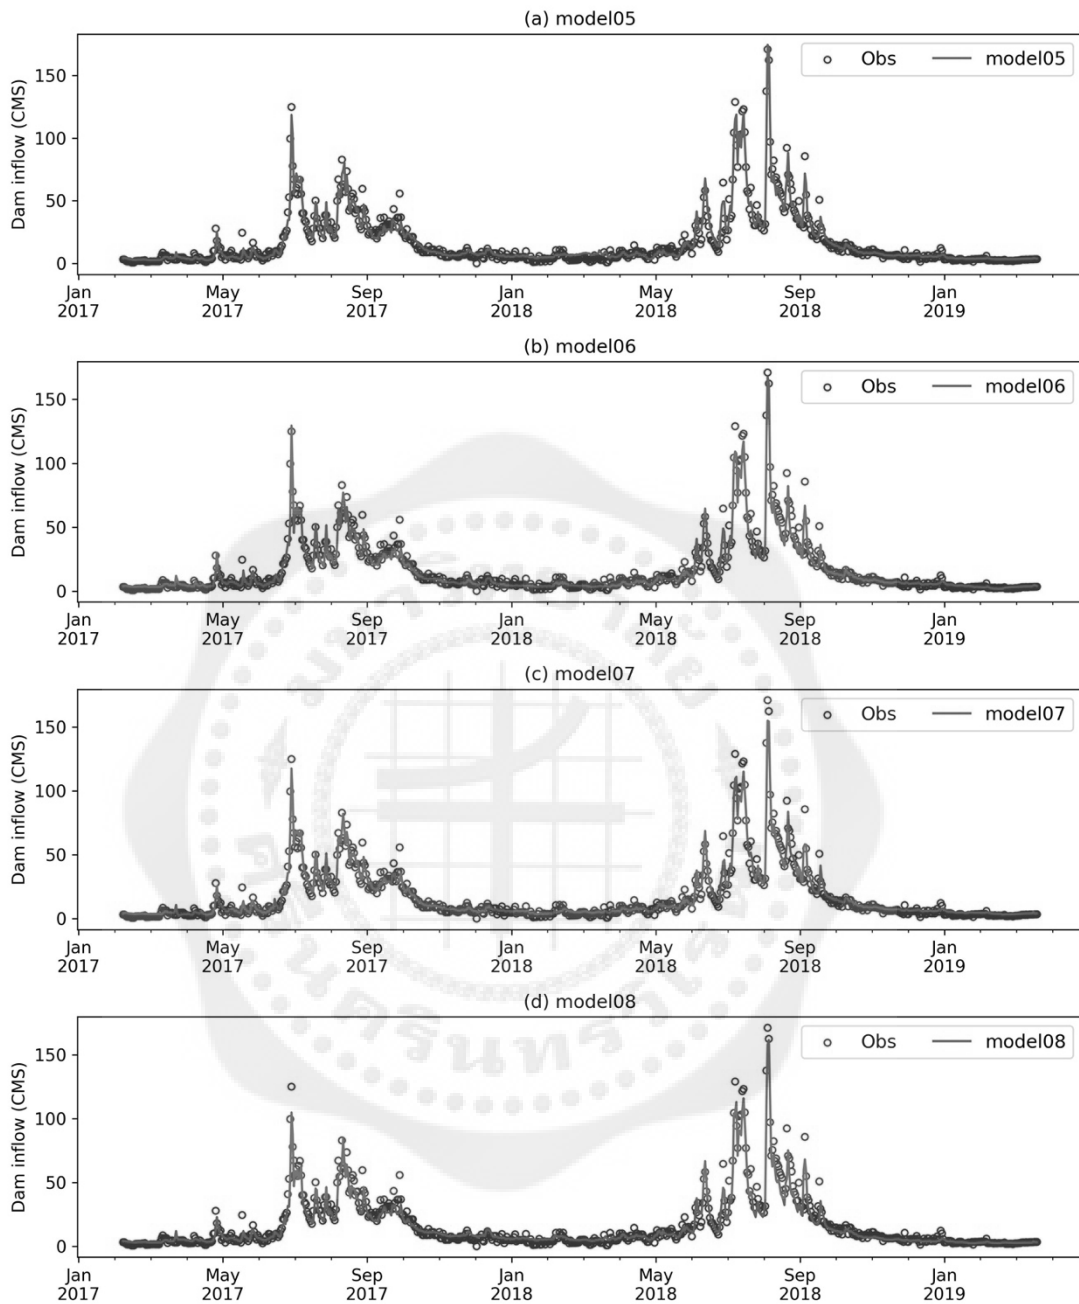 (a) model05
Obs model05
Dam inflow (CMS)
150
100
50
0
Jan May Sep Jan May Sep Jan
2017 2017 2017 2018 2018 2018 2019
(b) model06
Obs model06
Dam inflow (CMS)
150
100
50
0
Jan May Sep Jan May Sep Jan
2017 2017 2017 2018 2018 2018 2019
(c) model07
Obs model07
Dam inflow (CMS)
150
100
50
0
Jan May Sep Jan May Sep Jan
2017 2017 2017 2018 2018 2018 2019
(d) model08
Obs model08
Dam inflow (CMS)
150
100
50
0
Jan May Sep Jan May Sep Jan
2017 2017 2017 2018 2018 2018 2019